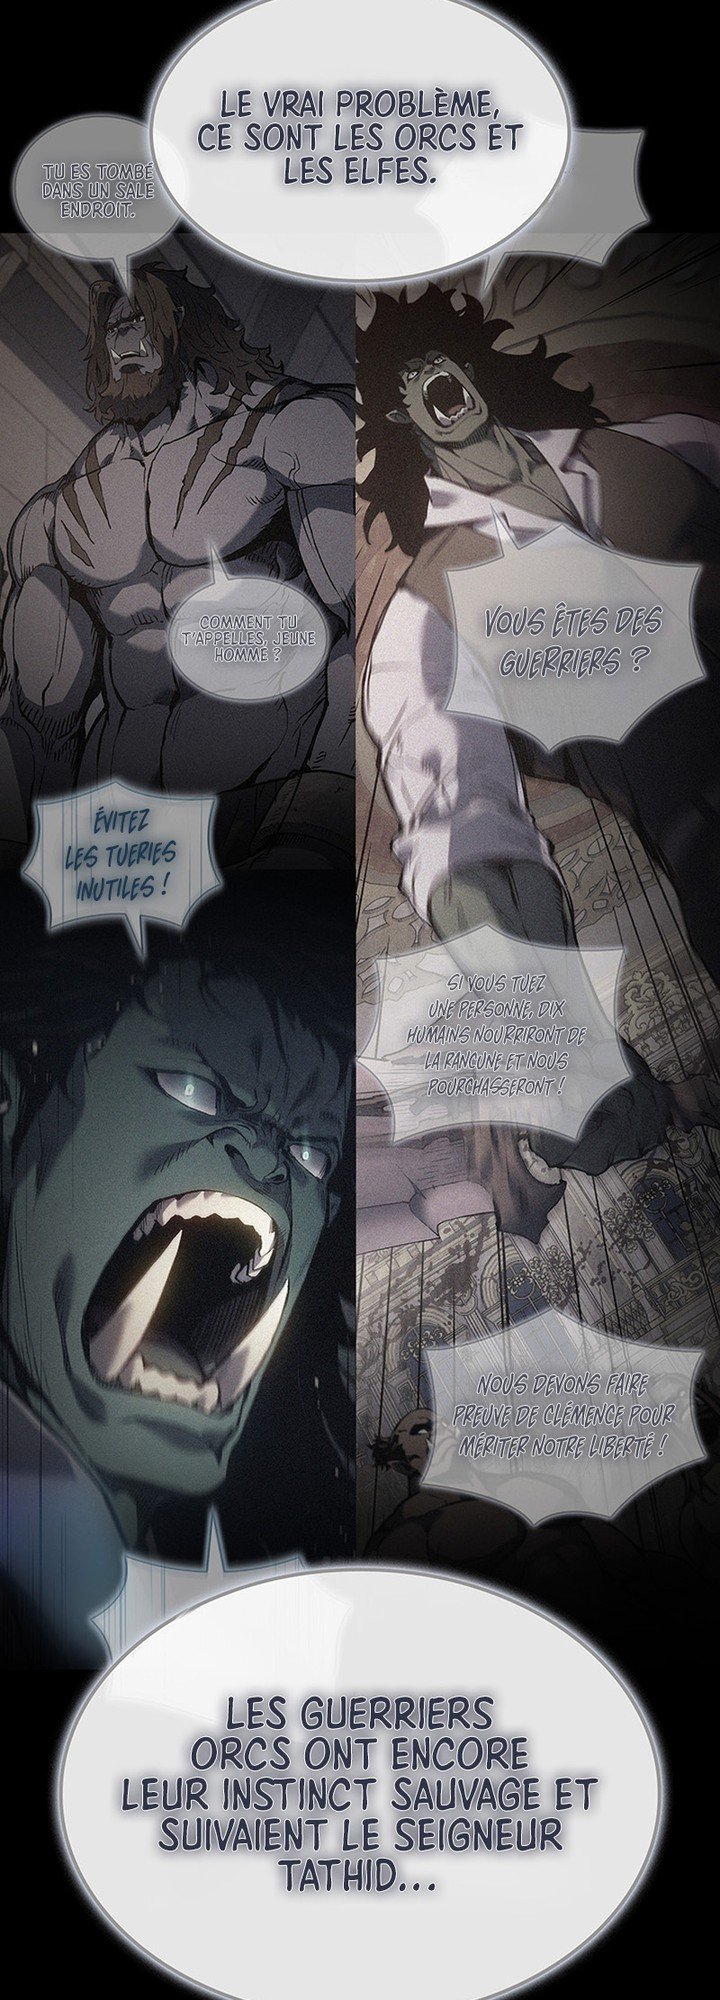 LE VRAI PROBLÈME,
CE SONT LES ORCS ET
LES ELFES.
TU ES TOMBÉ
DANS UN SALE
ENDROIT.
COMMENT TU
T'APPELLES, JEUNE
HOMME ?
VOUS ÊTES DES
GUERRIERS ?
ÉVITEZ
LES TUERIES
INUTILES !
SI VOUS TUEZ
UNE PERSONNE, DIX
HUMAINS NOURRIRONT DE
LA RANCUNE ET NOUS
POURCHASSERONT !
NOUS DEVONS FAIRE
PREUVE DE CLÉMENCE POUR
MÉRITER NOTRE LIBERTÉ !
LES GUERRIERS
ORCS ONT ENCORE
LEUR INSTINCT SAUVAGE ET
SUIVAIENT LE SEIGNEUR
TATHID...